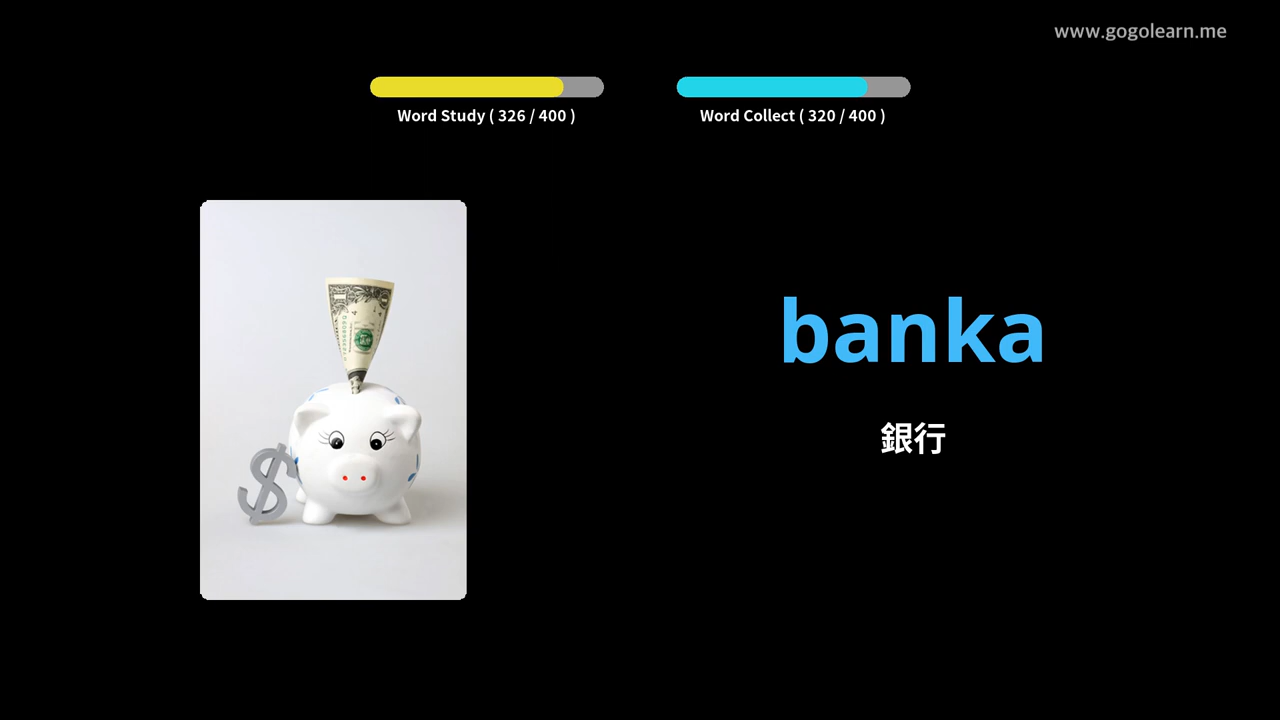 www.gogolearn.me
Word Study ( 326 / 400 )
Word Collect ( 320 / 400 )
banka
銀行
$